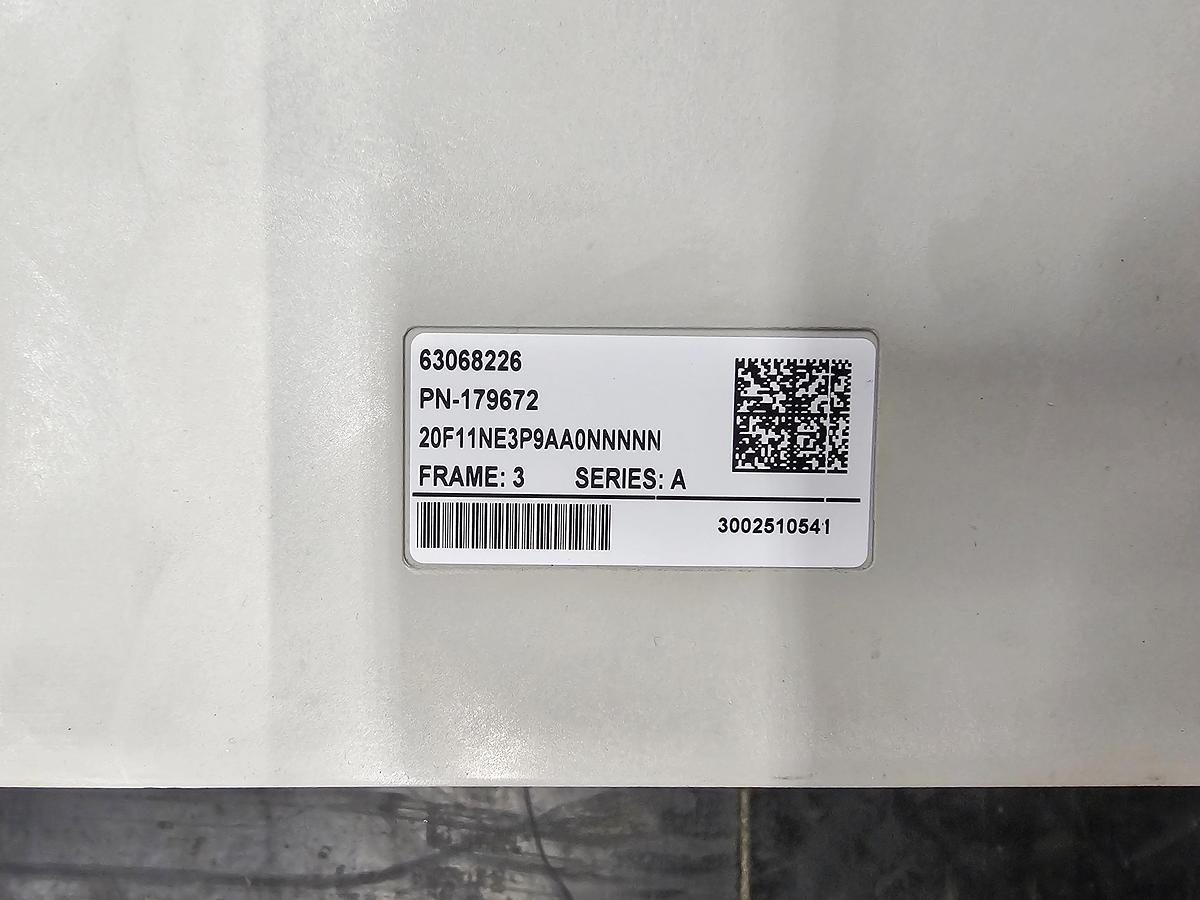 63068226
PN-179672
20F11NE3P9AA0NNNNN
FRAME: 3 SERIES: A
3002510541